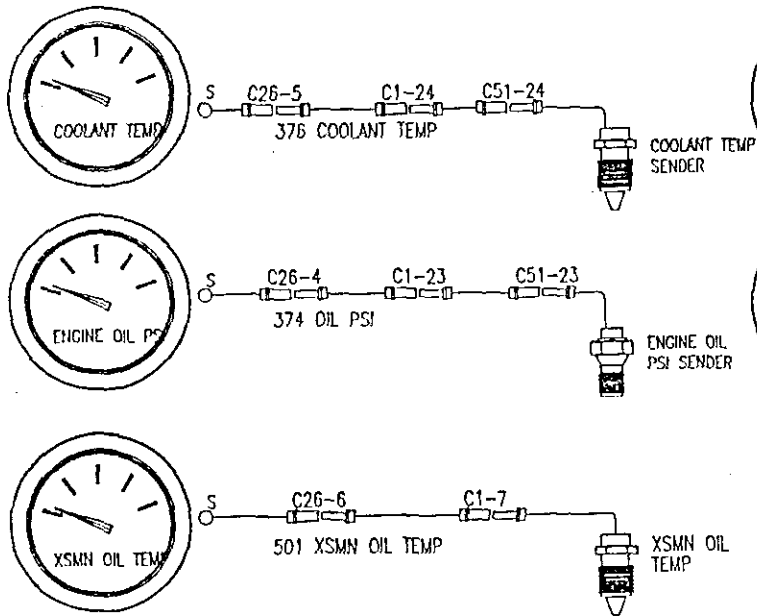 S
C26-5
C1-24
C51-24
COOLANT TEMP
376 COOLANT TEMP
COOLANT TEMP
SENDER
S
C26-4
C1-23
C51-23
ENGINE OIL PSI
374 OIL PSI
ENGINE OIL
PSI SENDER
S
C26-6
C1-7
XSMN OIL TEMP
501 XSMN OIL TEMP
XSMN OIL
TEMP